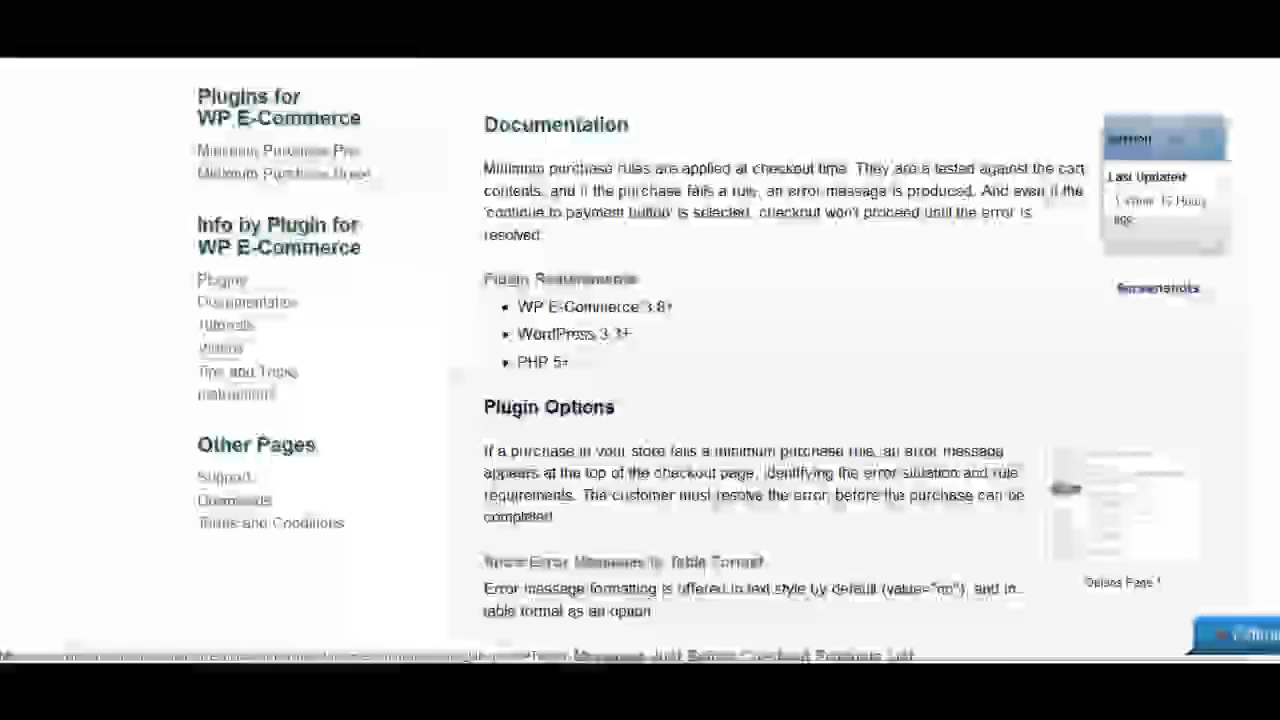 Plugins for
WP E-Commerce
Minimum Purchase Pro
Minimum Purchase
Info by Plugin for
WP E-Commerce
Plugins
Documentation
Tutorials
Videos
Tips and Tricks
Other Pages
Support
Downloads
Terms and Conditions
Documentation
Minimum purchase rules are applied at checkout time. They are a tested against the cart
contents, and if the purchase fails a rule, an error message is produced. And even if the
'continue to payment button' is selected, checkout won't proceed until the error is
resolved.
Plugin Requirements
WP E-Commerce 3.8+
WordPress 3.3+
PHP 5+
Plugin Options
If a purchase in your store fails a minimum purchase rule, an error message
appears at the top of the checkout page, identifying the error situation and rule
requirements. The customer must resolve the error, before the purchase can be
completed.
Error Messages in Table Format
Error message formatting is offered in text style by default (value="no"), and in
table format as an option.
Last Updated
ago
Screenshots
Options Page 1